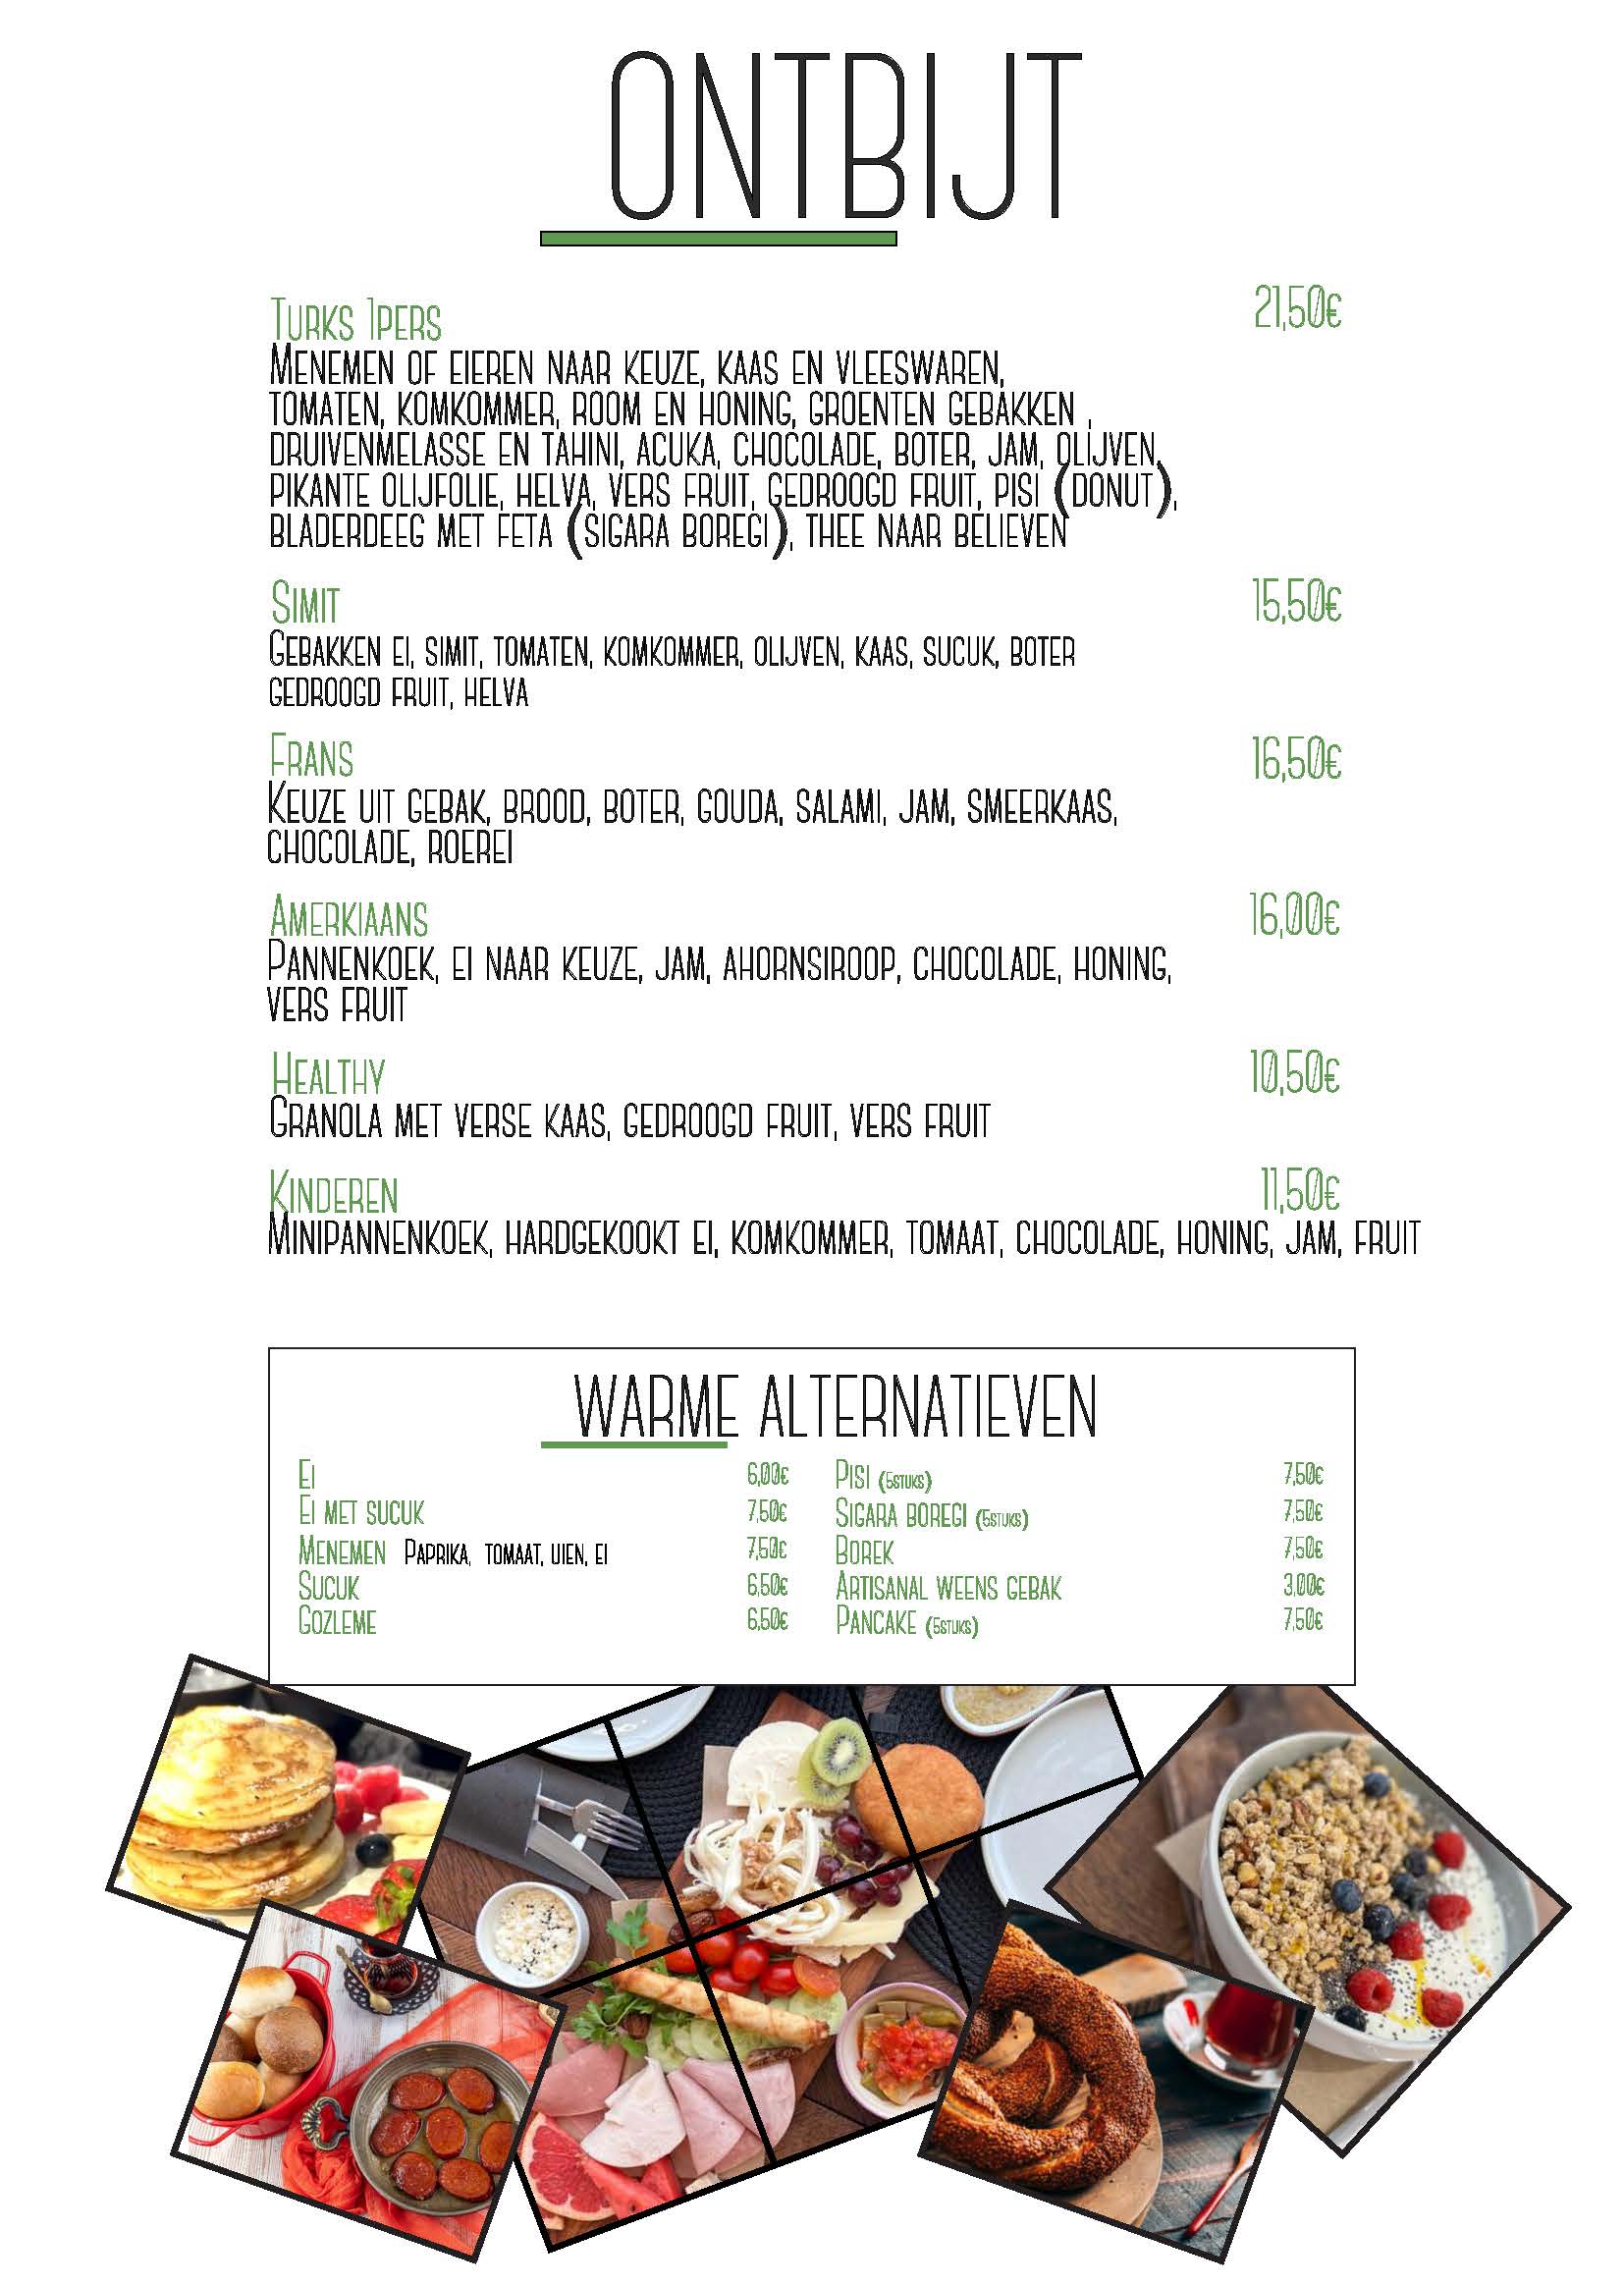 ONTBIJT
Turks 1pers 21,50€
Menemen of eieren naar keuze, kaas en vleeswaren,
tomaten, komkommer, room en honing, groenten gebakken ,
druivenmelasse en tahini, acuka, chocolade, boter, jam, olijven,
pikante olijfolie, helva, vers fruit, gedroogd fruit, pisi (donut),
bladerdeeg met feta (sigara boregi), thee naar believen
Simit 15,50€
Gebakken ei, simit, tomaten, komkommer, olijven, kaas, sucuk, boter
gedroogd fruit, helva
Frans 16,50€
Keuze uit gebak, brood, boter, gouda, salami, jam, smeerkaas,
chocolade, roerei
Amerkiaans 16,00€
Pannenkoek, ei naar keuze, jam, ahornsiroop, chocolade, honing,
vers fruit
Healthy 10,50€
Granola met verse kaas, gedroogd fruit, vers fruit
Kinderen 11,50€
Minipannenkoek, hardgekookt ei, komkommer, tomaat, chocolade, honing, jam, fruit
WARME ALTERNATIEVEN
Ei 6,00€
Ei met sucuk 7,50€
Menemen Paprika, tomaat, uien, ei 7,50€
Sucuk 6,50€
Gozleme 6,50€
Pisi (5stuks) 7,50€
Sigara boregi (5stuks) 7,50€
Borek 7,50€
Artisanal weens gebak 3,00€
Pancake (5stuks) 7,50€